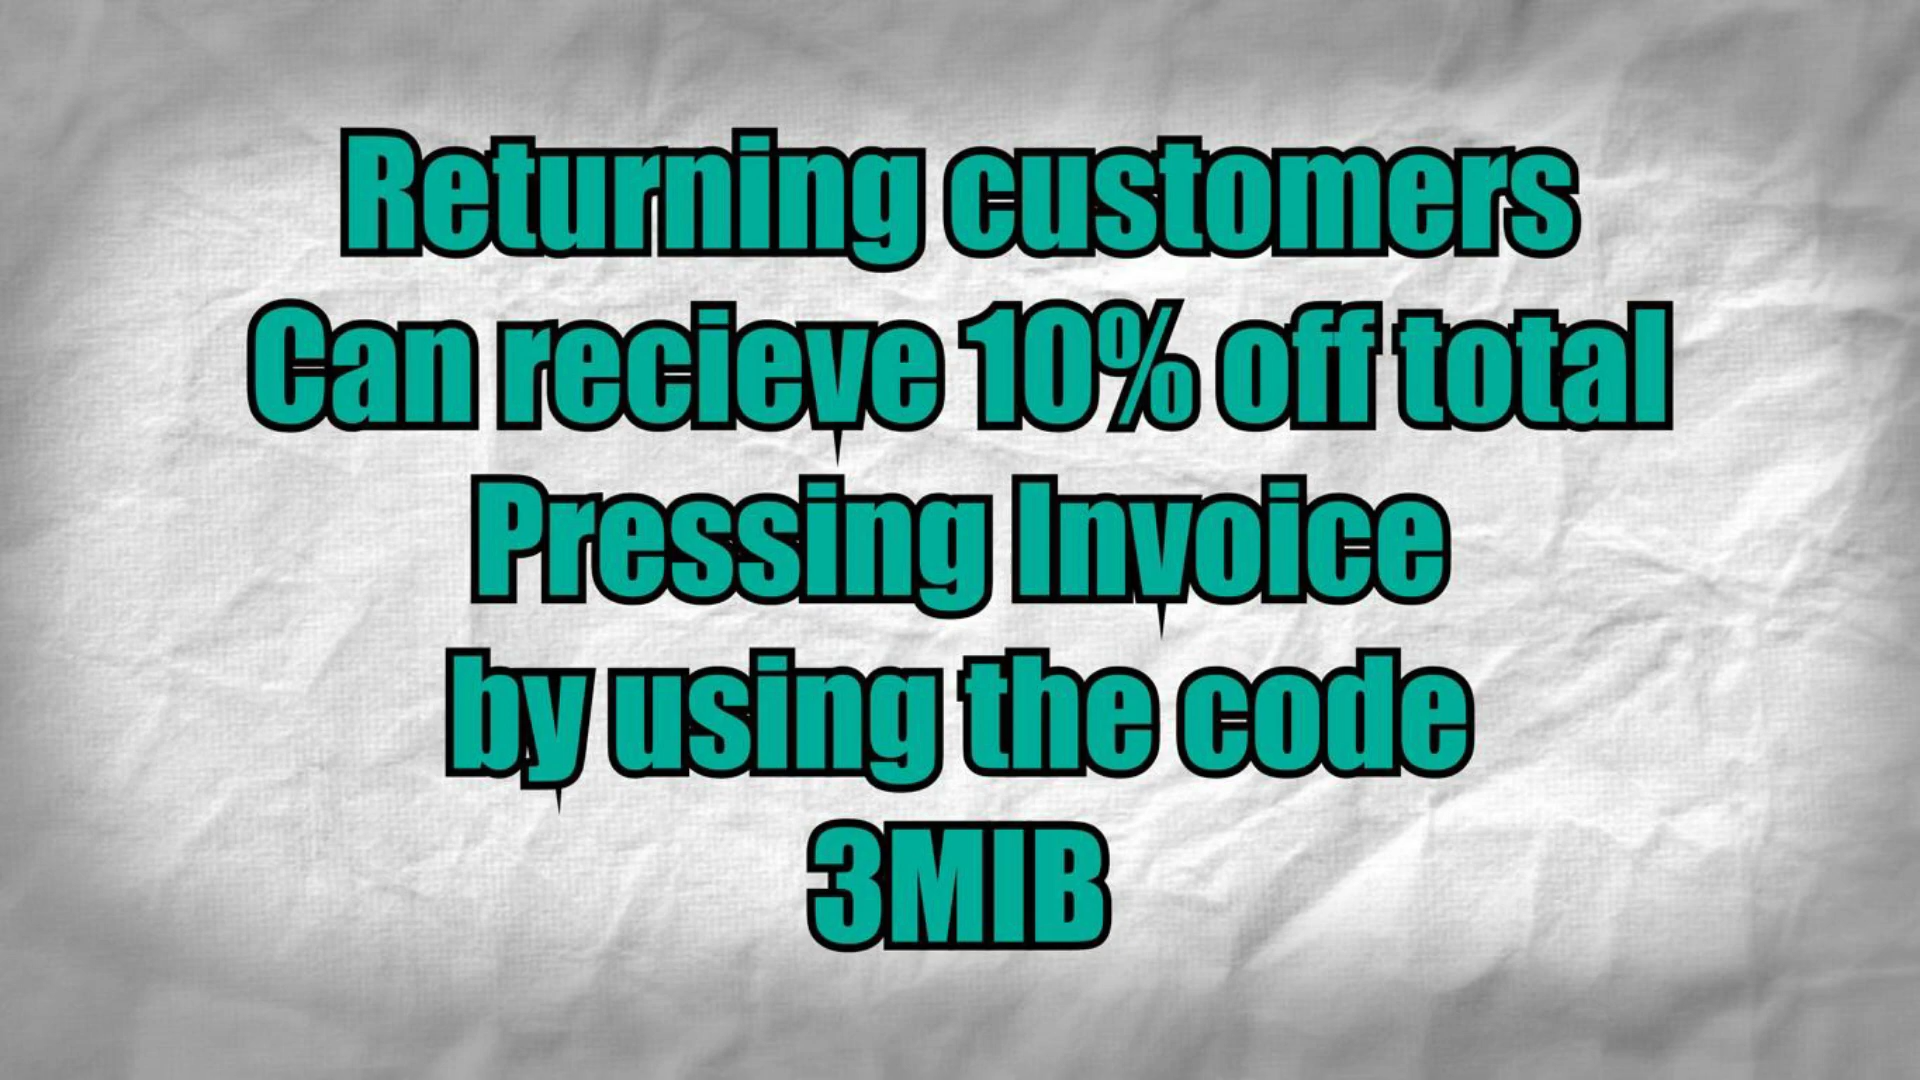 Returning customers
Can recieve 10% off total
Pressing Invoice
by using the code
3MIB